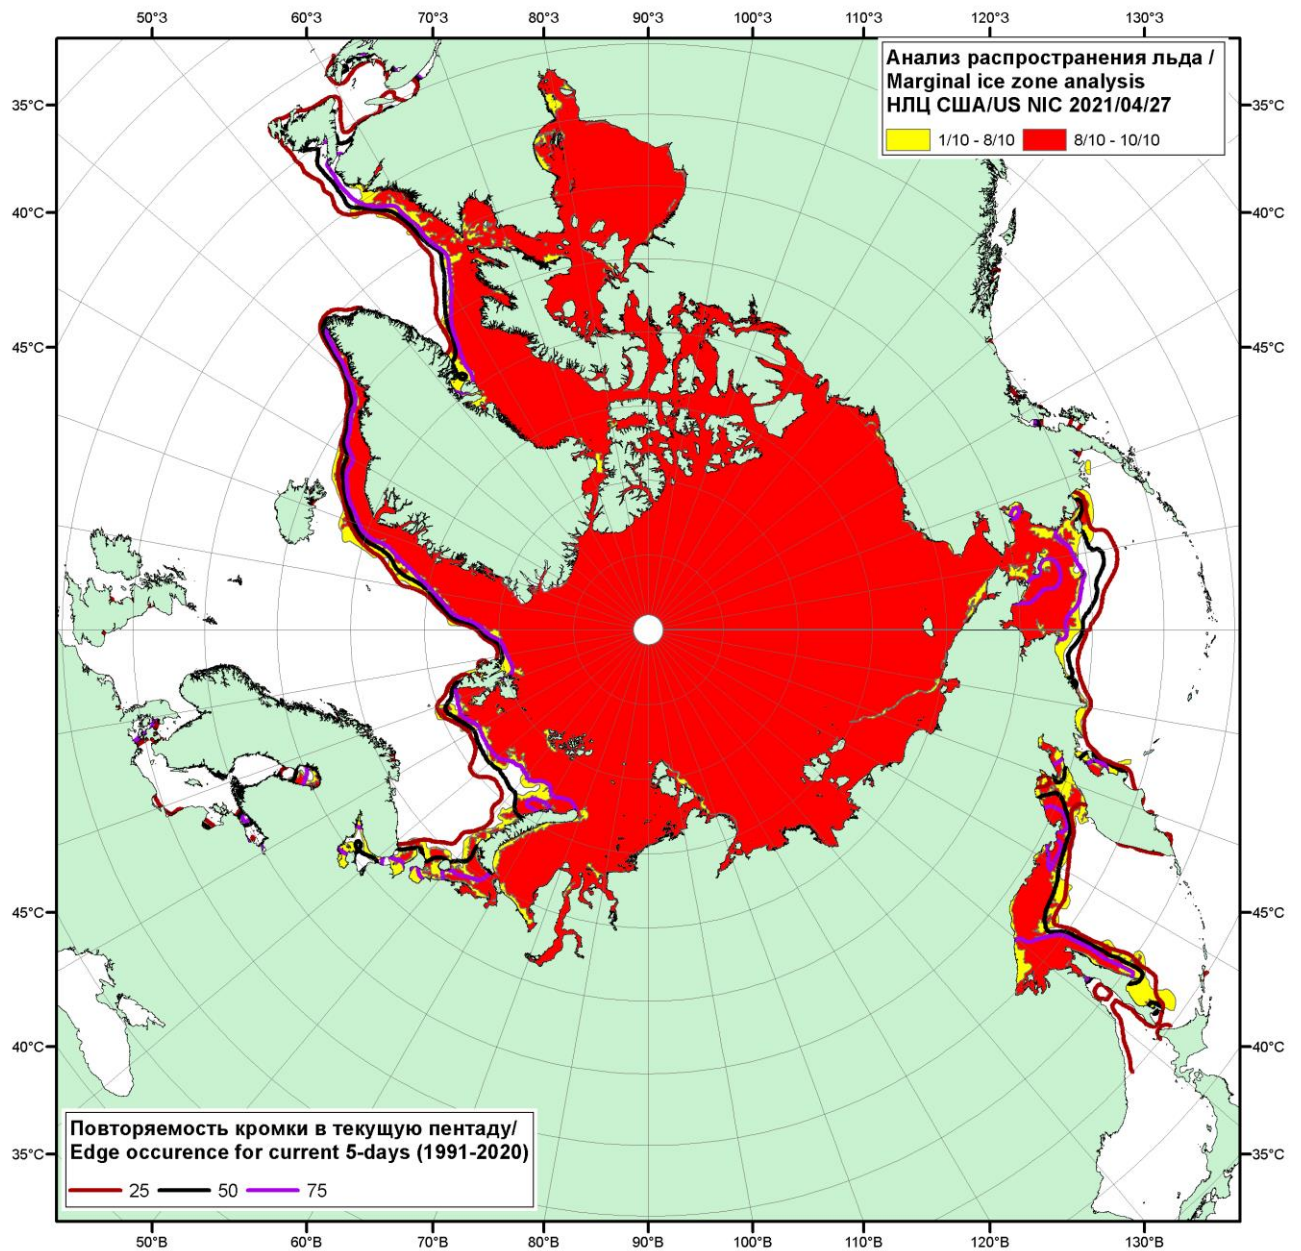 50°З 60°З 70°З 80°З 90°З 100°З 110°З 120°З 130°З
Анализ распространения льда /
Marginal ice zone analysis
НЛЦ США/US NIC 2021/04/27
1/10 - 8/10 8/10 - 10/10
35°С 35°С
40°С 40°С
45°С 45°С
45°С 45°С
40°С 40°С
35°С 35°С
Повторяемость кромки в текущую пентаду/
Edge occurence for current 5-days (1991-2020)
25 50 75
50°В 60°В 70°В 80°В 90°В 100°В 110°В 120°В 130°В